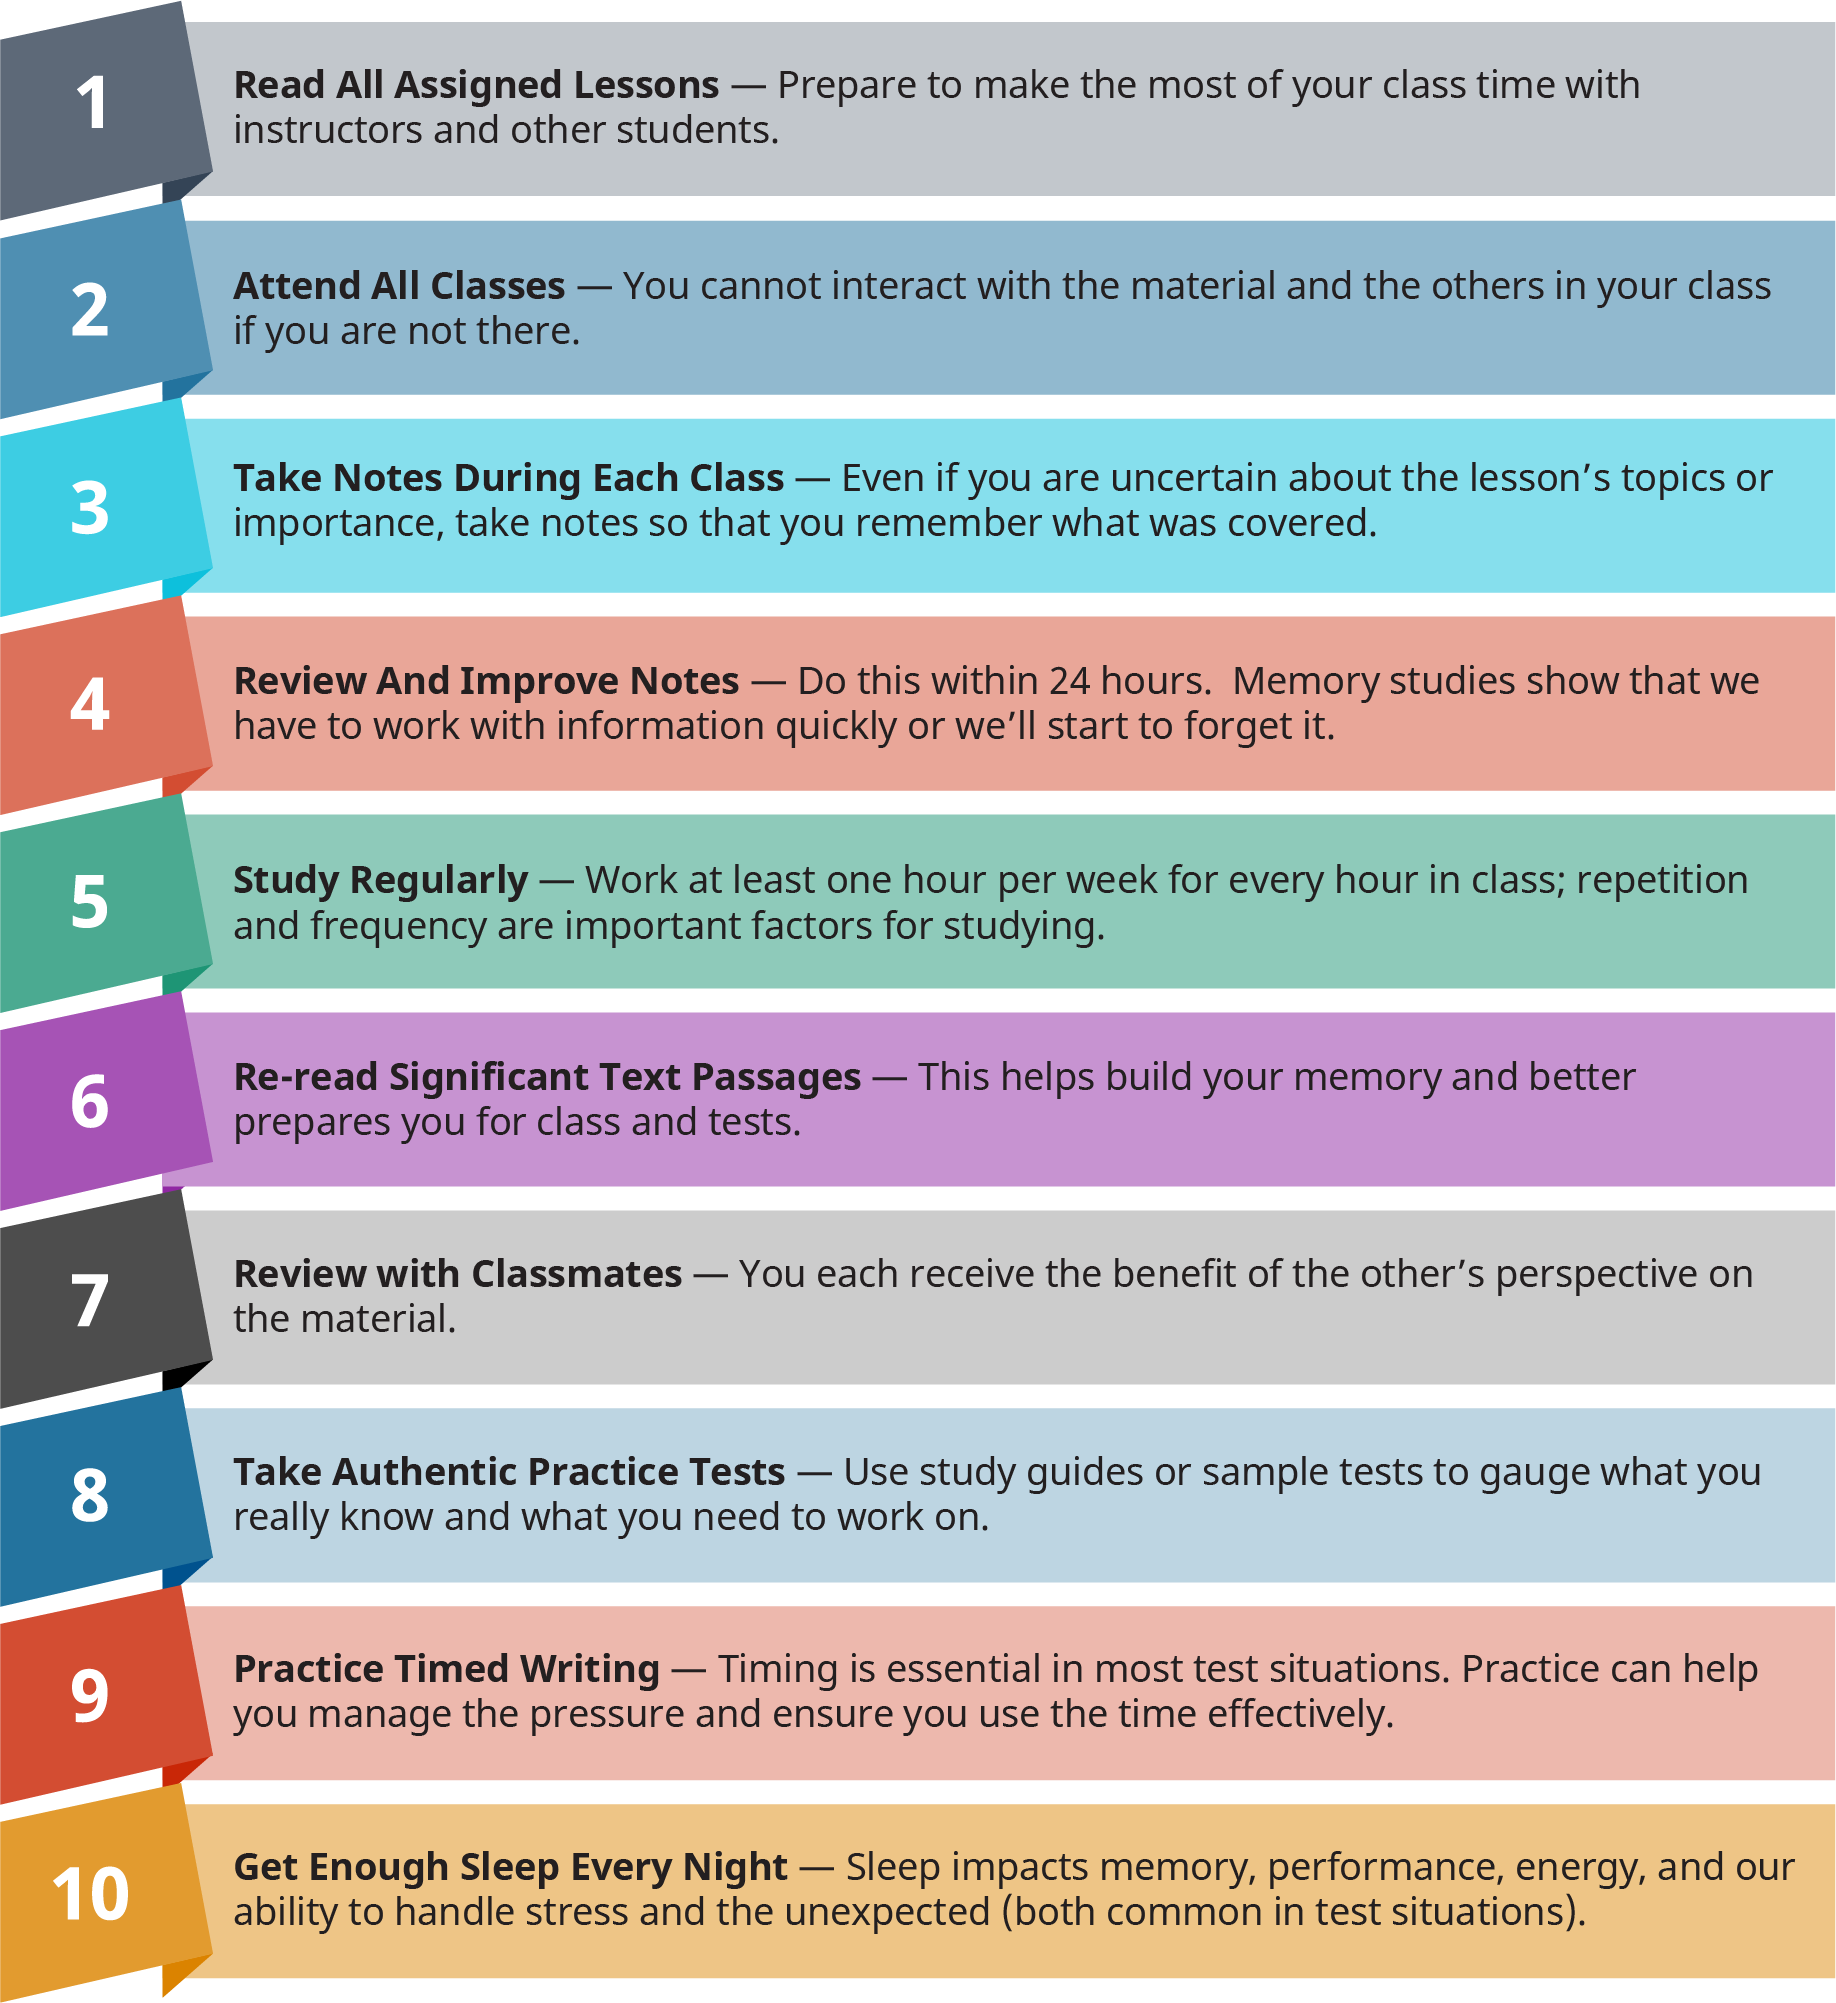 1
Read All Assigned Lessons — Prepare to make the most of your class time with
instructors and other students.
2
Attend All Classes — You cannot interact with the material and the others in your class
if you are not there.
3
Take Notes During Each Class — Even if you are uncertain about the lesson’s topics or
importance, take notes so that you remember what was covered.
4
Review And Improve Notes — Do this within 24 hours.  Memory studies show that we
have to work with information quickly or we’ll start to forget it.
5
Study Regularly — Work at least one hour per week for every hour in class; repetition
and frequency are important factors for studying.
6
Re-read Significant Text Passages — This helps build your memory and better
prepares you for class and tests.
7
Review with Classmates — You each receive the benefit of the other’s perspective on
the material.
8
Take Authentic Practice Tests — Use study guides or sample tests to gauge what you
really know and what you need to work on.
9
Practice Timed Writing — Timing is essential in most test situations. Practice can help
you manage the pressure and ensure you use the time effectively.
10
Get Enough Sleep Every Night — Sleep impacts memory, performance, energy, and our
ability to handle stress and the unexpected (both common in test situations).